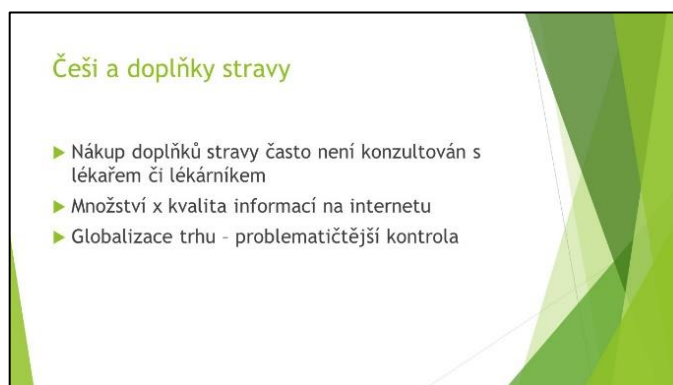 Češi a doplňky stravy
Nákup doplňků stravy často není konzultován s
lékařem či lékárníkem
Množství x kvalita informací na internetu
Globalizace trhu – problematičtější kontrola